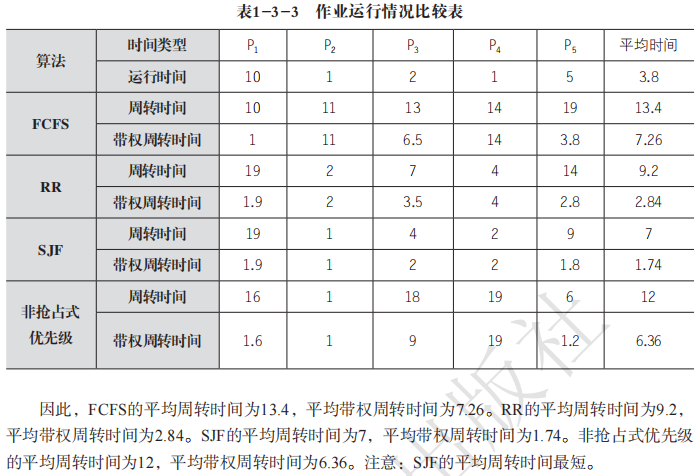 表1-3-3 作业运行情况比较表
算法 时间类型 P1 P2 P3 P4 P5 平均时间
运行时间 10 1 2 1 5 3.8
FCFS 周转时间 10 11 13 14 19 13.4
带权周转时间 1 11 6.5 14 3.8 7.26
RR 周转时间 19 2 7 4 14 9.2
带权周转时间 1.9 2 3.5 4 2.8 2.84
SJF 周转时间 19 1 4 2 9 7
带权周转时间 1.9 1 2 2 1.8 1.74
非抢占式优先级 周转时间 16 1 18 19 6 12
带权周转时间 1.6 1 9 19 1.2 6.36
因此，FCFS的平均周转时间为13.4，平均带权周转时间为7.26。RR的平均周转时间为9.2，
平均带权周转时间为2.84。SJF的平均周转时间为7，平均带权周转时间为1.74。非抢占式优先级
的平均周转时间为12，平均带权周转时间为6.36。注意：SJF的平均周转时间最短。
出版社